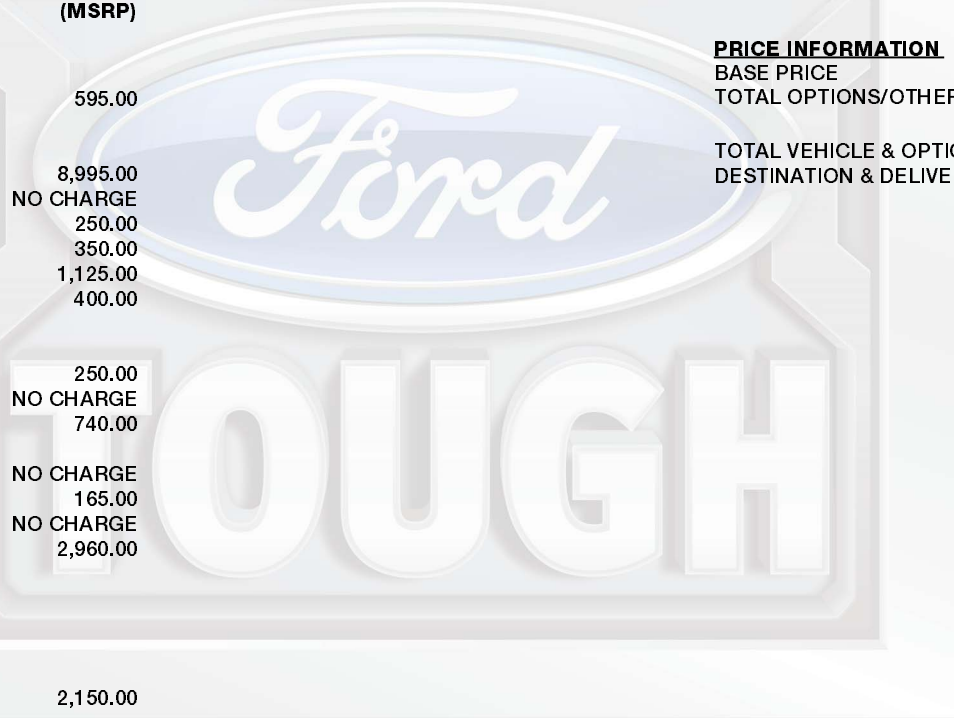 (MSRP)
595.00
8,995.00
NO CHARGE
250.00
350.00
1,125.00
400.00
250.00
NO CHARGE
740.00
NO CHARGE
165.00
NO CHARGE
2,960.00
2,150.00
PRICE INFORMATION
BASE PRICE
TOTAL OPTIONS/OTHER
TOTAL VEHICLE & OPTIO
DESTINATION & DELIVE
Ford
TOUGH